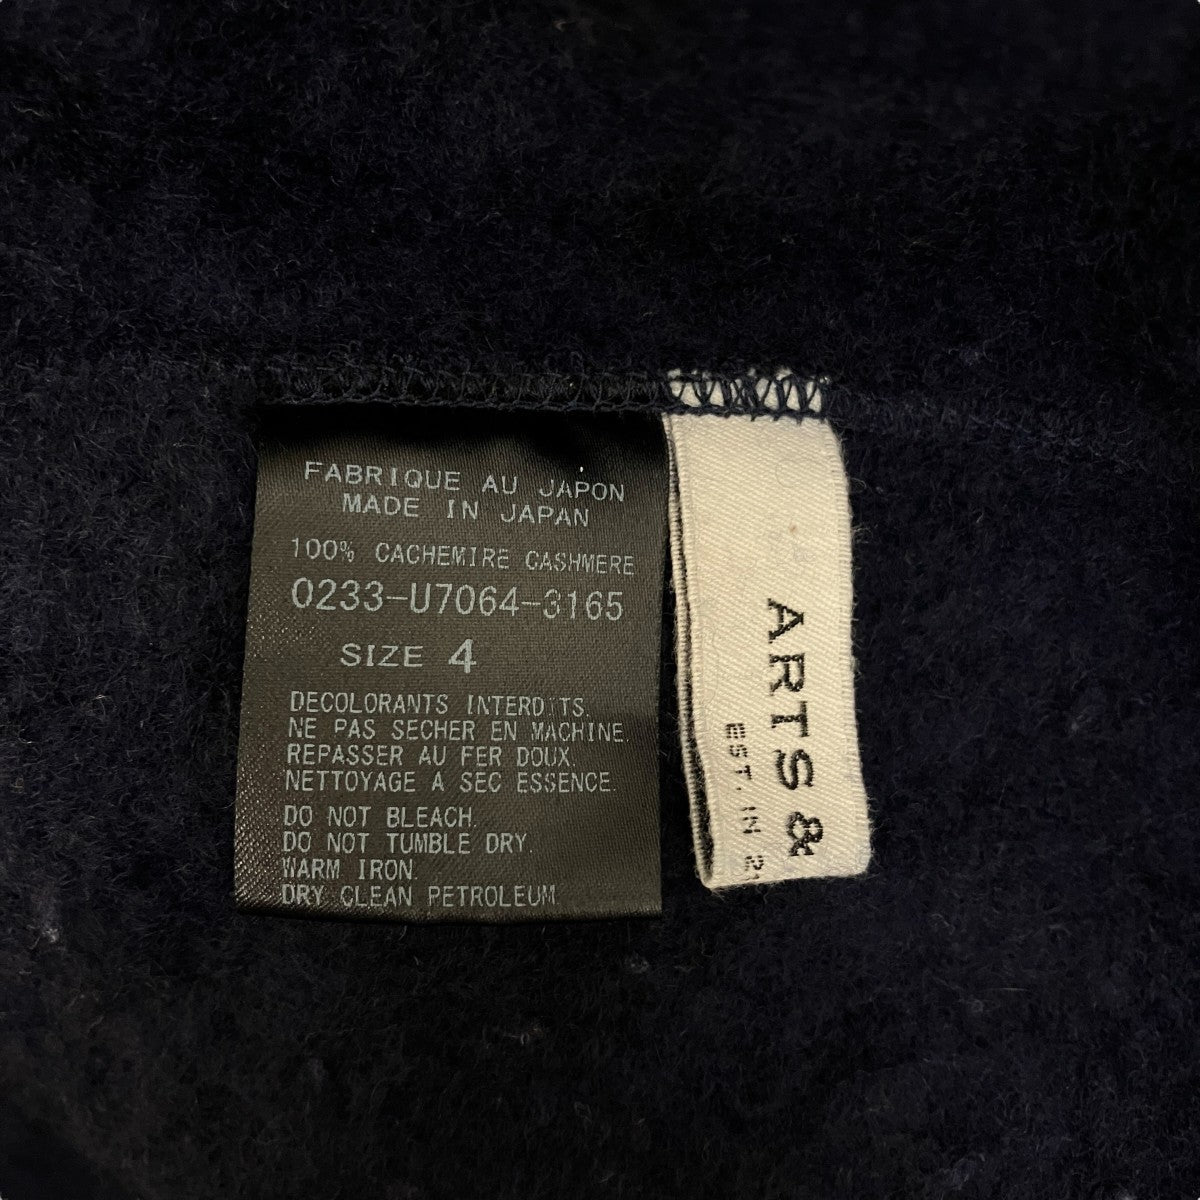 FABRIQUE AU JAPON
MADE IN JAPAN
100% CACHEMIRE CASHMERE
0233-U7064-3165
SIZE 4
DECOLORANTS INTERDITS.
NE PAS SECHER EN MACHINE.
REPASSER AU FER DOUX.
NETTOYAGE A SEC ESSENCE.
DO NOT BLEACH.
DO NOT TUMBLE DRY.
WARM IRON.
DRY CLEAN PETROLEUM.
ARTS &
EST. IN 21